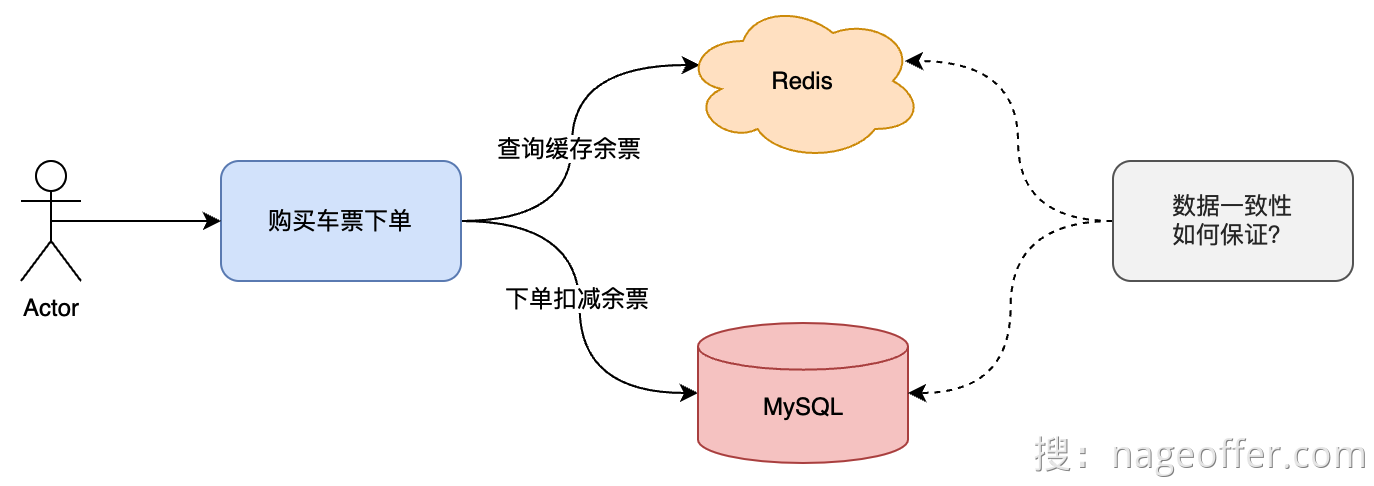 Redis
查询缓存余票
购买车票下单
数据一致性
如何保证?
Actor
下单扣减余票
MySQL
搜：nageoffer.com